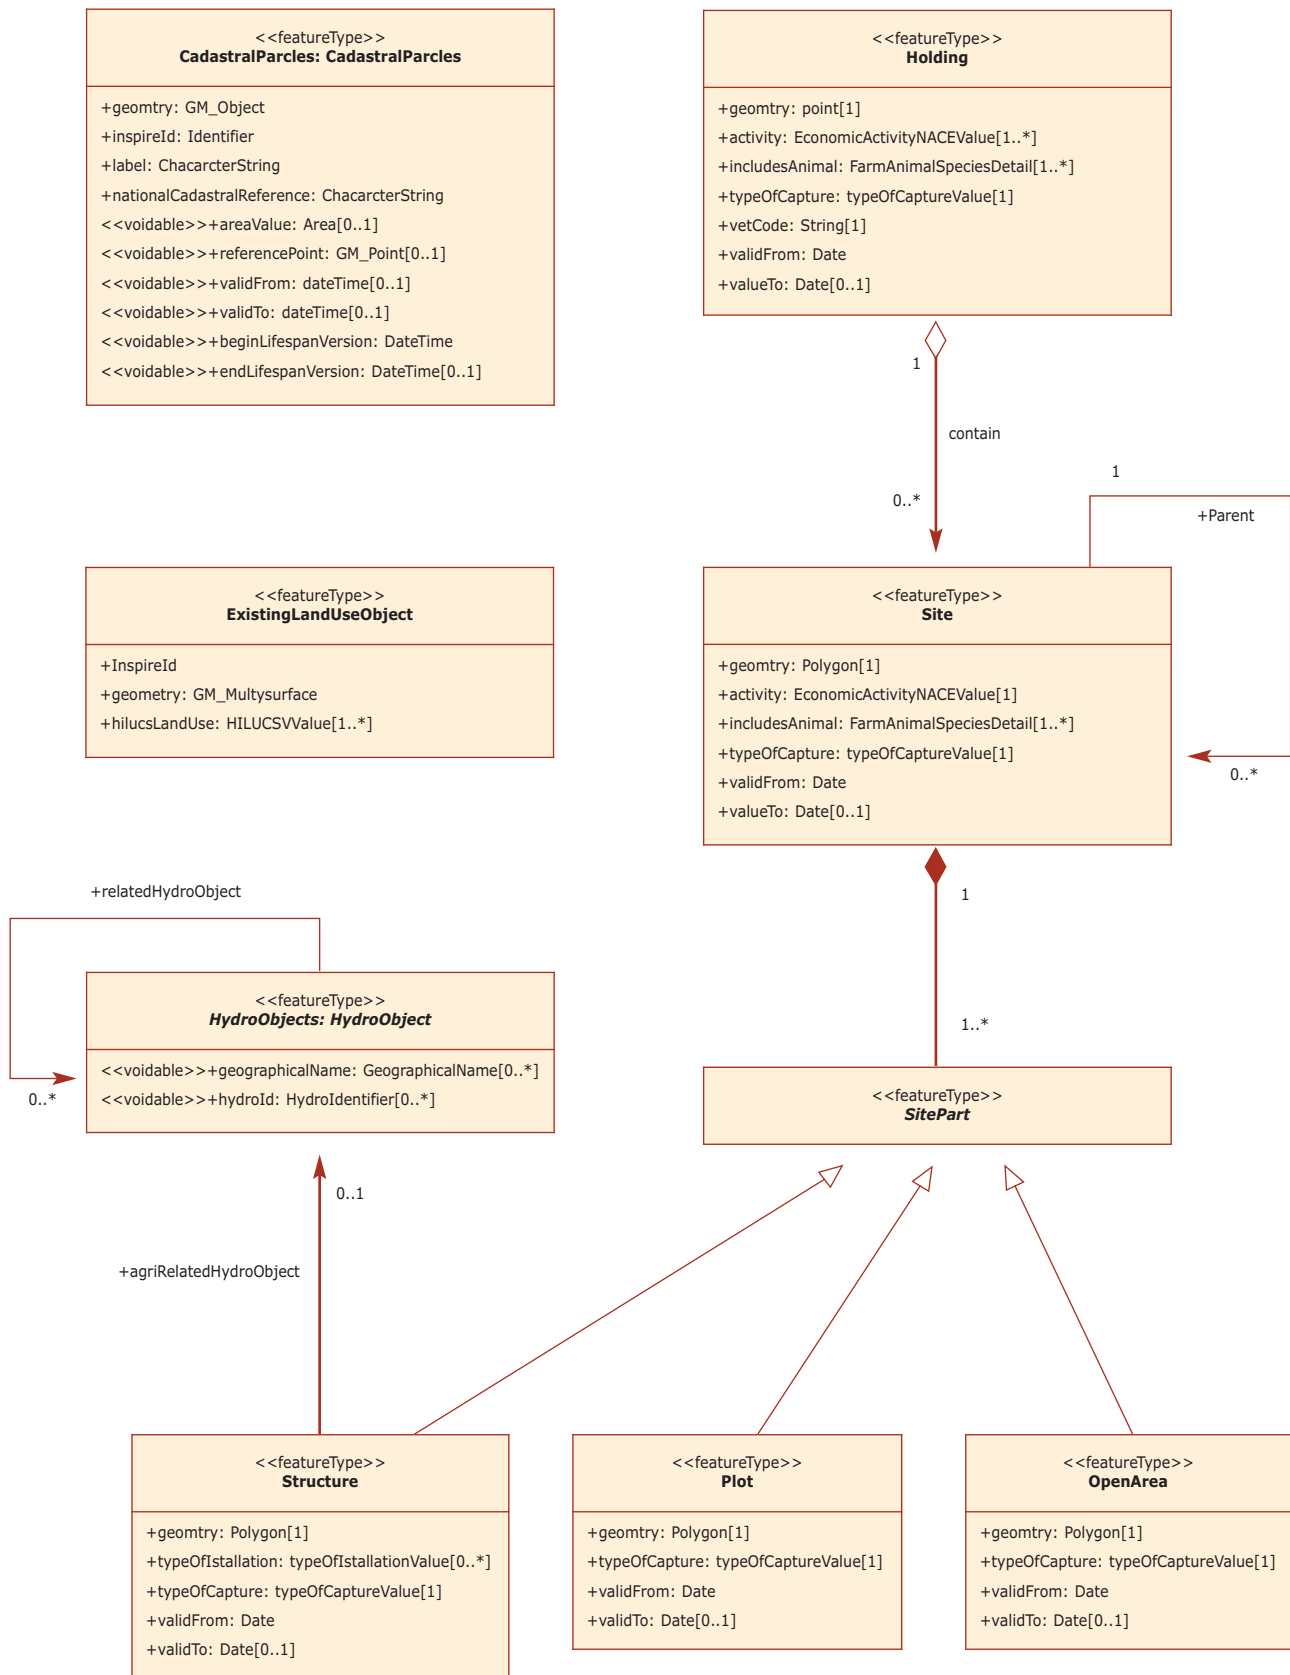 <<featureType>>
CadastralParcles: CadastralParcles
+geomtry: GM_Object
+inspireId: Identifier
+label: ChacarcterString
+nationalCadastralReference: ChacarcterString
<<voidable>>+areaValue: Area[0..1]
<<voidable>>+referencePoint: GM_Point[0..1]
<<voidable>>+validFrom: dateTime[0..1]
<<voidable>>+validTo: dateTime[0..1]
<<voidable>>+beginLifespanVersion: DateTime
<<voidable>>+endLifespanVersion: DateTime[0..1]
<<featureType>>
Holding
+geomtry: point[1]
+activity: EconomicActivityNACEValue[1..*]
+includesAnimal: FarmAnimalSpeciesDetail[1..*]
+typeOfCapture: typeOfCaptureValue[1]
+vetCode: String[1]
+validFrom: Date
+valueTo: Date[0..1]
1
contain
0..*
1
+Parent
0..*
<<featureType>>
ExistingLandUseObject
+InspireId
+geometry: GM_Multysurface
+hilucsLandUse: HILUCSVValue[1..*]
<<featureType>>
Site
+geomtry: Polygon[1]
+activity: EconomicActivityNACEValue[1]
+includesAnimal: FarmAnimalSpeciesDetail[1..*]
+typeOfCapture: typeOfCaptureValue[1]
+validFrom: Date
+valueTo: Date[0..1]
1
1..*
+relatedHydroObject
0..*
<<featureType>>
HydroObjects: HydroObject
<<voidable>>+geographicalName: GeographicalName[0..*]
<<voidable>>+hydroId: HydroIdentifier[0..*]
<<featureType>>
SitePart
0..1
+agriRelatedHydroObject
<<featureType>>
Structure
+geomtry: Polygon[1]
+typeOfIstallation: typeOfIstallationValue[0..*]
+typeOfCapture: typeOfCaptureValue[1]
+validFrom: Date
+validTo: Date[0..1]
<<featureType>>
Plot
+geomtry: Polygon[1]
+typeOfCapture: typeOfCaptureValue[1]
+validFrom: Date
+validTo: Date[0..1]
<<featureType>>
OpenArea
+geomtry: Polygon[1]
+typeOfCapture: typeOfCaptureValue[1]
+validFrom: Date
+validTo: Date[0..1]